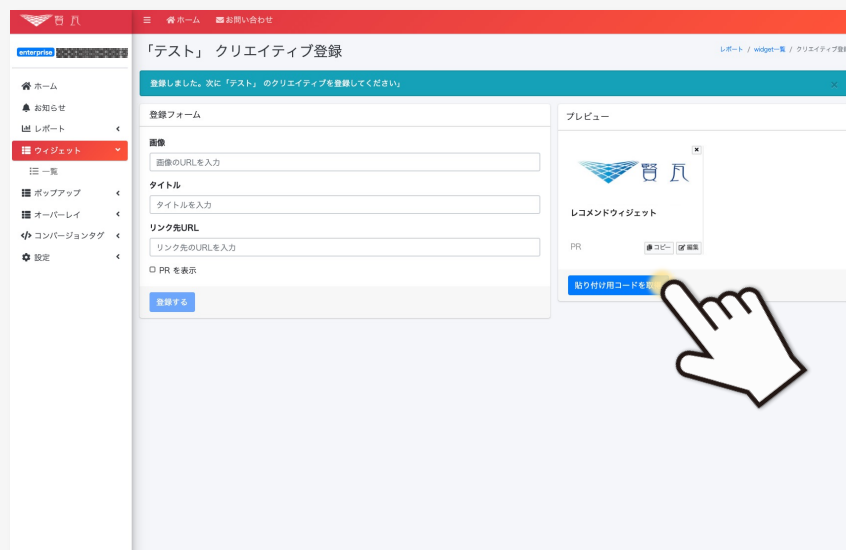 賢瓦
ホーム お問い合わせ
enterprise
ホーム
お知らせ
レポート
ウィジェット
一覧
ポップアップ
オーバーレイ
コンバージョンタグ
設定
「テスト」 クリエイティブ登録
レポート / widget一覧 / クリエイティブ登録
登録しました。次に「テスト」 のクリエイティブを登録してください。
登録フォーム
画像
画像のURLを入力
タイトル
タイトルを入力
リンク先URL
リンク先のURLを入力
PR を表示
登録する
プレビュー
賢瓦
レコメンドウィジェット
PR コピー 編集
貼り付け用コードを取得